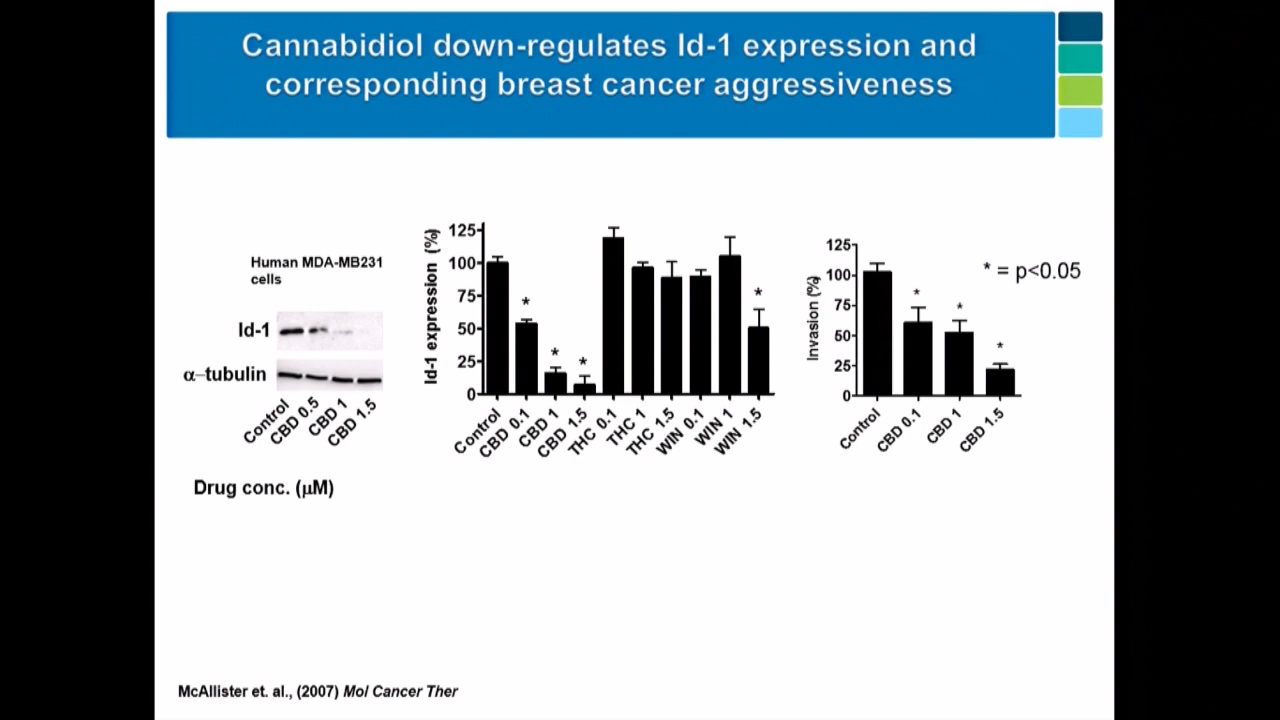 Cannabidiol down-regulates Id-1 expression and
corresponding breast cancer aggressiveness
Human MDA-MB231
cells
Id-1
α–tubulin
Control
CBD 0.5
CBD 1
CBD 1.5
Drug conc. (μM)
Id-1 expression (%)
125
100
75
50
25
0
*
*
*
*
Control
CBD 0.1
CBD 1
CBD 1.5
THC 0.1
THC 1
THC 1.5
WIN 0.1
WIN 1
WIN 1.5
Invasion (%)
125
100
75
50
25
0
*
*
*
* = p<0.05
Control
CBD 0.1
CBD 1
CBD 1.5
McAllister et. al., (2007) Mol Cancer Ther